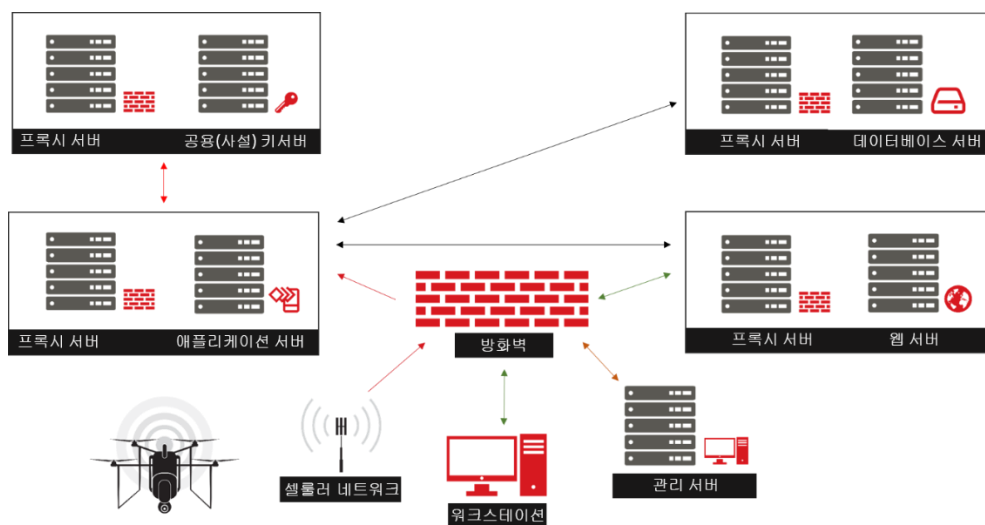 프록시 서버
공용(사설) 키서버
프록시 서버
데이터베이스 서버
프록시 서버
애플리케이션 서버
방화벽
프록시 서버
웹 서버
셀룰러 네트워크
워크스테이션
관리 서버